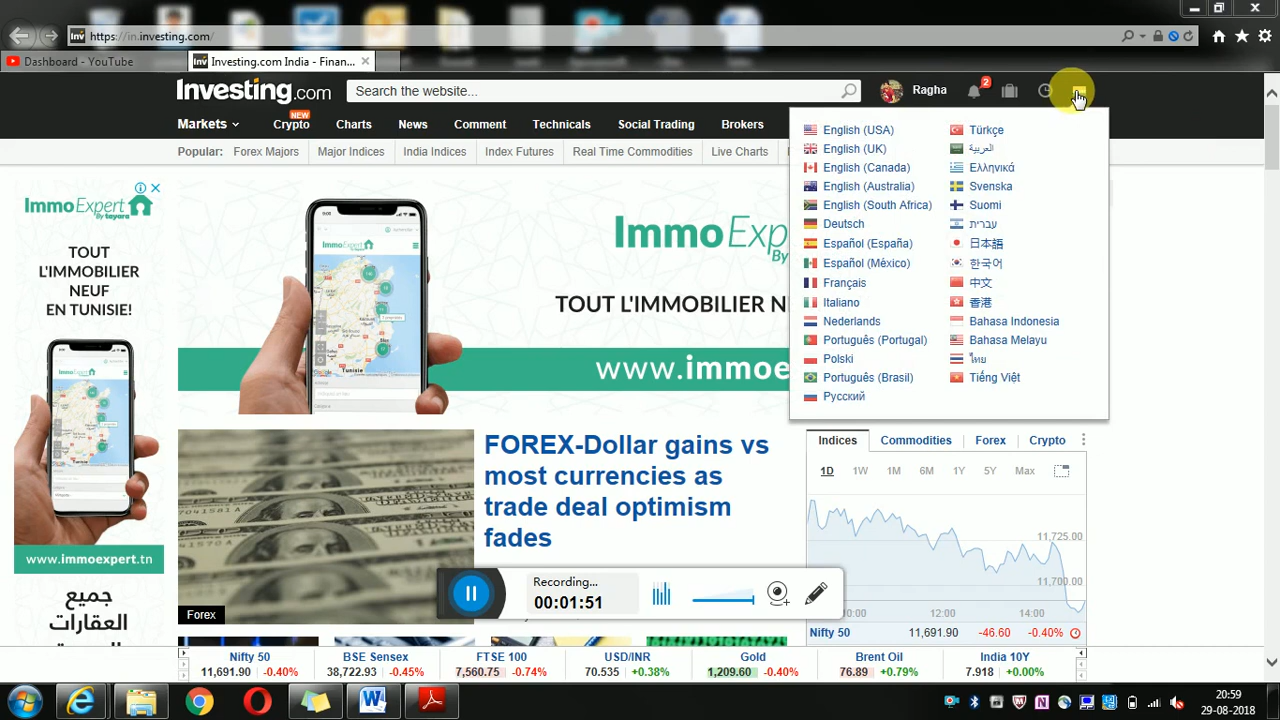 https://in.investing.com/
Dashboard - YouTube
Inv Investing.com India - Finan...
Investing.com
Search the website...
Ragha
2
Markets
NEW
Crypto
Charts
News
Comment
Technicals
Social Trading
Brokers
Popular:
Forex Majors
Major Indices
India Indices
Index Futures
Real Time Commodities
Live Charts
English (USA)
English (UK)
English (Canada)
English (Australia)
English (South Africa)
Deutsch
Español (España)
Español (México)
Français
Italiano
Nederlands
Português (Portugal)
Polski
Português (Brasil)
Русский
Türkçe
العربية
Ελληνικά
Svenska
Suomi
עברית
日本語
한국어
中文
香港
Bahasa Indonesia
Bahasa Melayu
ไทย
Tiếng Việt
ImmoExpert
By tayara
TOUT
L'IMMOBILIER
NEUF
EN TUNISIE!
www.immoexpert.tn
جميع
العقارات
ImmoExpe
By
TOUT L'IMMOBILIER N
www.immoe
FOREX-Dollar gains vs
most currencies as
trade deal optimism
fades
Forex
Recording...
00:01:51
Indices
Commodities
Forex
Crypto
1D
1W
1M
6M
1Y
5Y
Max
11,725.00
11,700.00
10:00
12:00
14:00
Nifty 50 11,691.90 -46.60 -0.40%
Nifty 50
11,691.90 -0.40%
BSE Sensex
38,722.93 -0.45%
FTSE 100
7,560.75 -0.74%
USD/INR
70.535 +0.38%
Gold
1,209.60 -0.40%
Brent Oil
76.89 +0.79%
India 10Y
7.918 +0.00%
20:59
29-08-2018